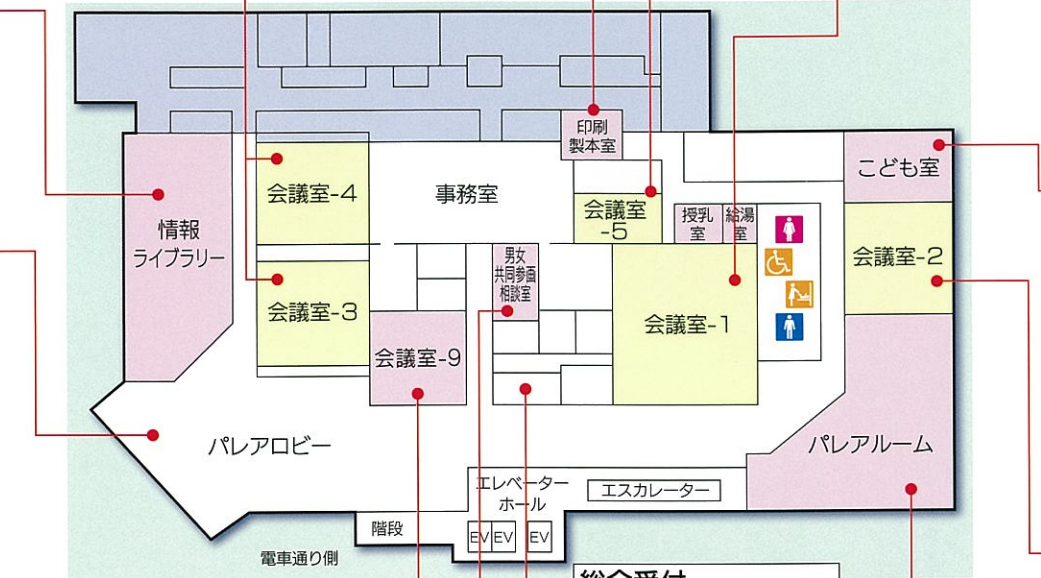 印刷
製本室
こども室
会議室-4
事務室
会議室
-5
授乳
室
給湯
室
情報
ライブラリー
男女
共同参画
相談室
会議室-2
会議室-3
会議室-1
会議室-9
パレアロビー
パレアルーム
エレベーター
ホール
エスカレーター
階段
EV
EV
EV
電車通り側
総合受付